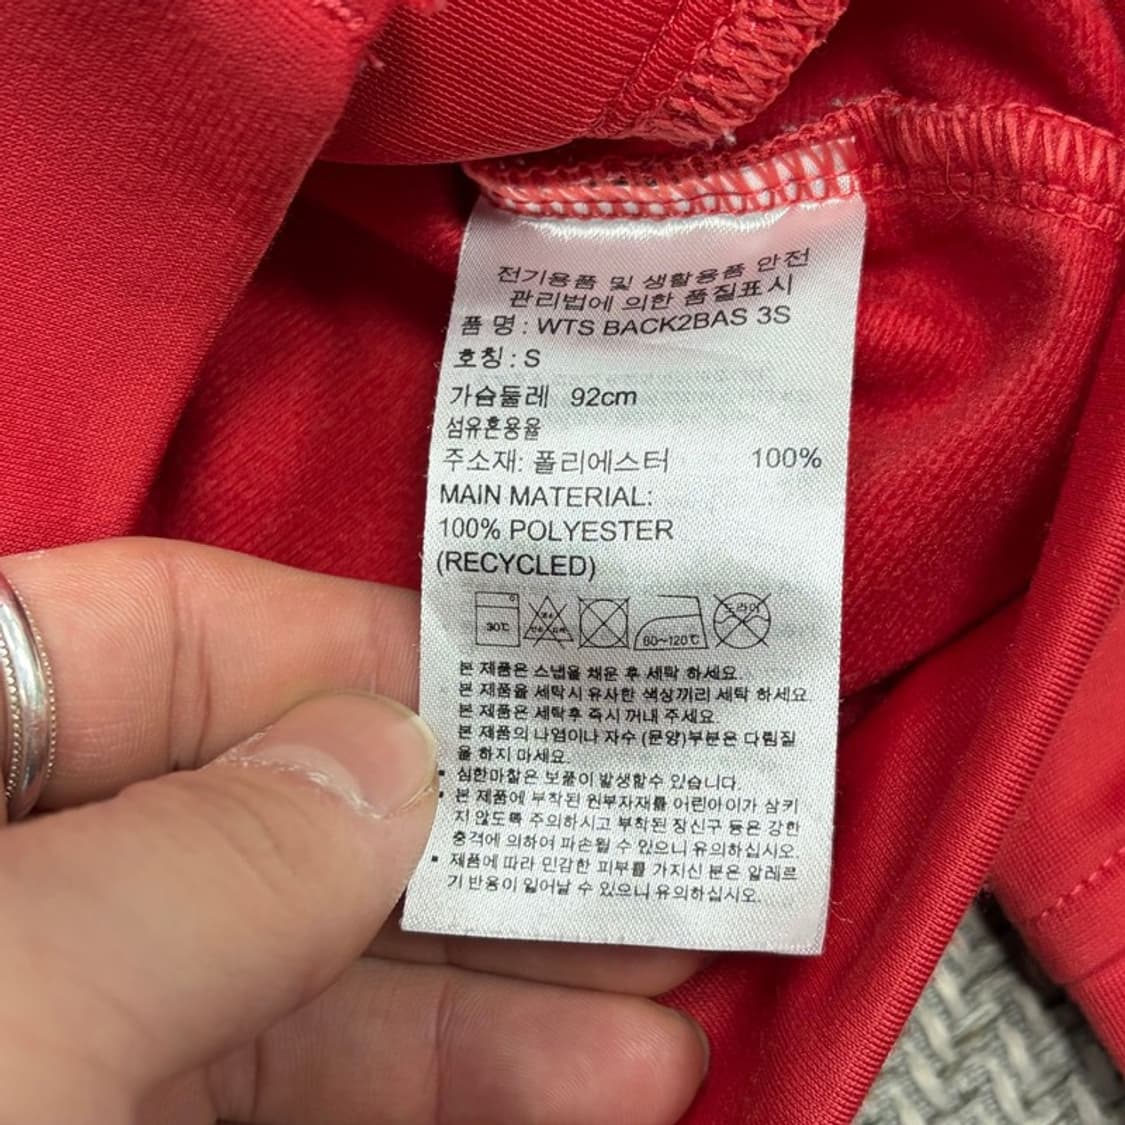 전기용품 및 생활용품 안전
관리법에 의한 품질표시
품 명 : WTS BACK2BAS 3S
호칭 : S
가슴둘레 92cm
섬유혼용율
주소재: 폴리에스터 100%
MAIN MATERIAL:
100% POLYESTER
(RECYCLED)
30℃
60~120℃
드라이
본 제품은 스냅을 채운 후 세탁 하세요.
본 제품을 세탁시 유사한 색상끼리 세탁 하세요
본 제품은 세탁후 즉시 꺼내 주세요.
본 제품의 나염이나 자수 (문양)부분은 다림질
을 하지 마세요.
▪ 심한마찰은 보풀이 발생할수 있습니다.
▪ 본 제품에 부착된 원부자재를 어린아이가 삼키
지 않도록 주의하시고 부착된 장신구 등은 강한
충격에 의하여 파손될 수 있으니 유의하십시오.
▪ 제품에 따라 민감한 피부를 가지신 분은 알레르
기 반응이 일어날 수 있으니 유의하십시오.